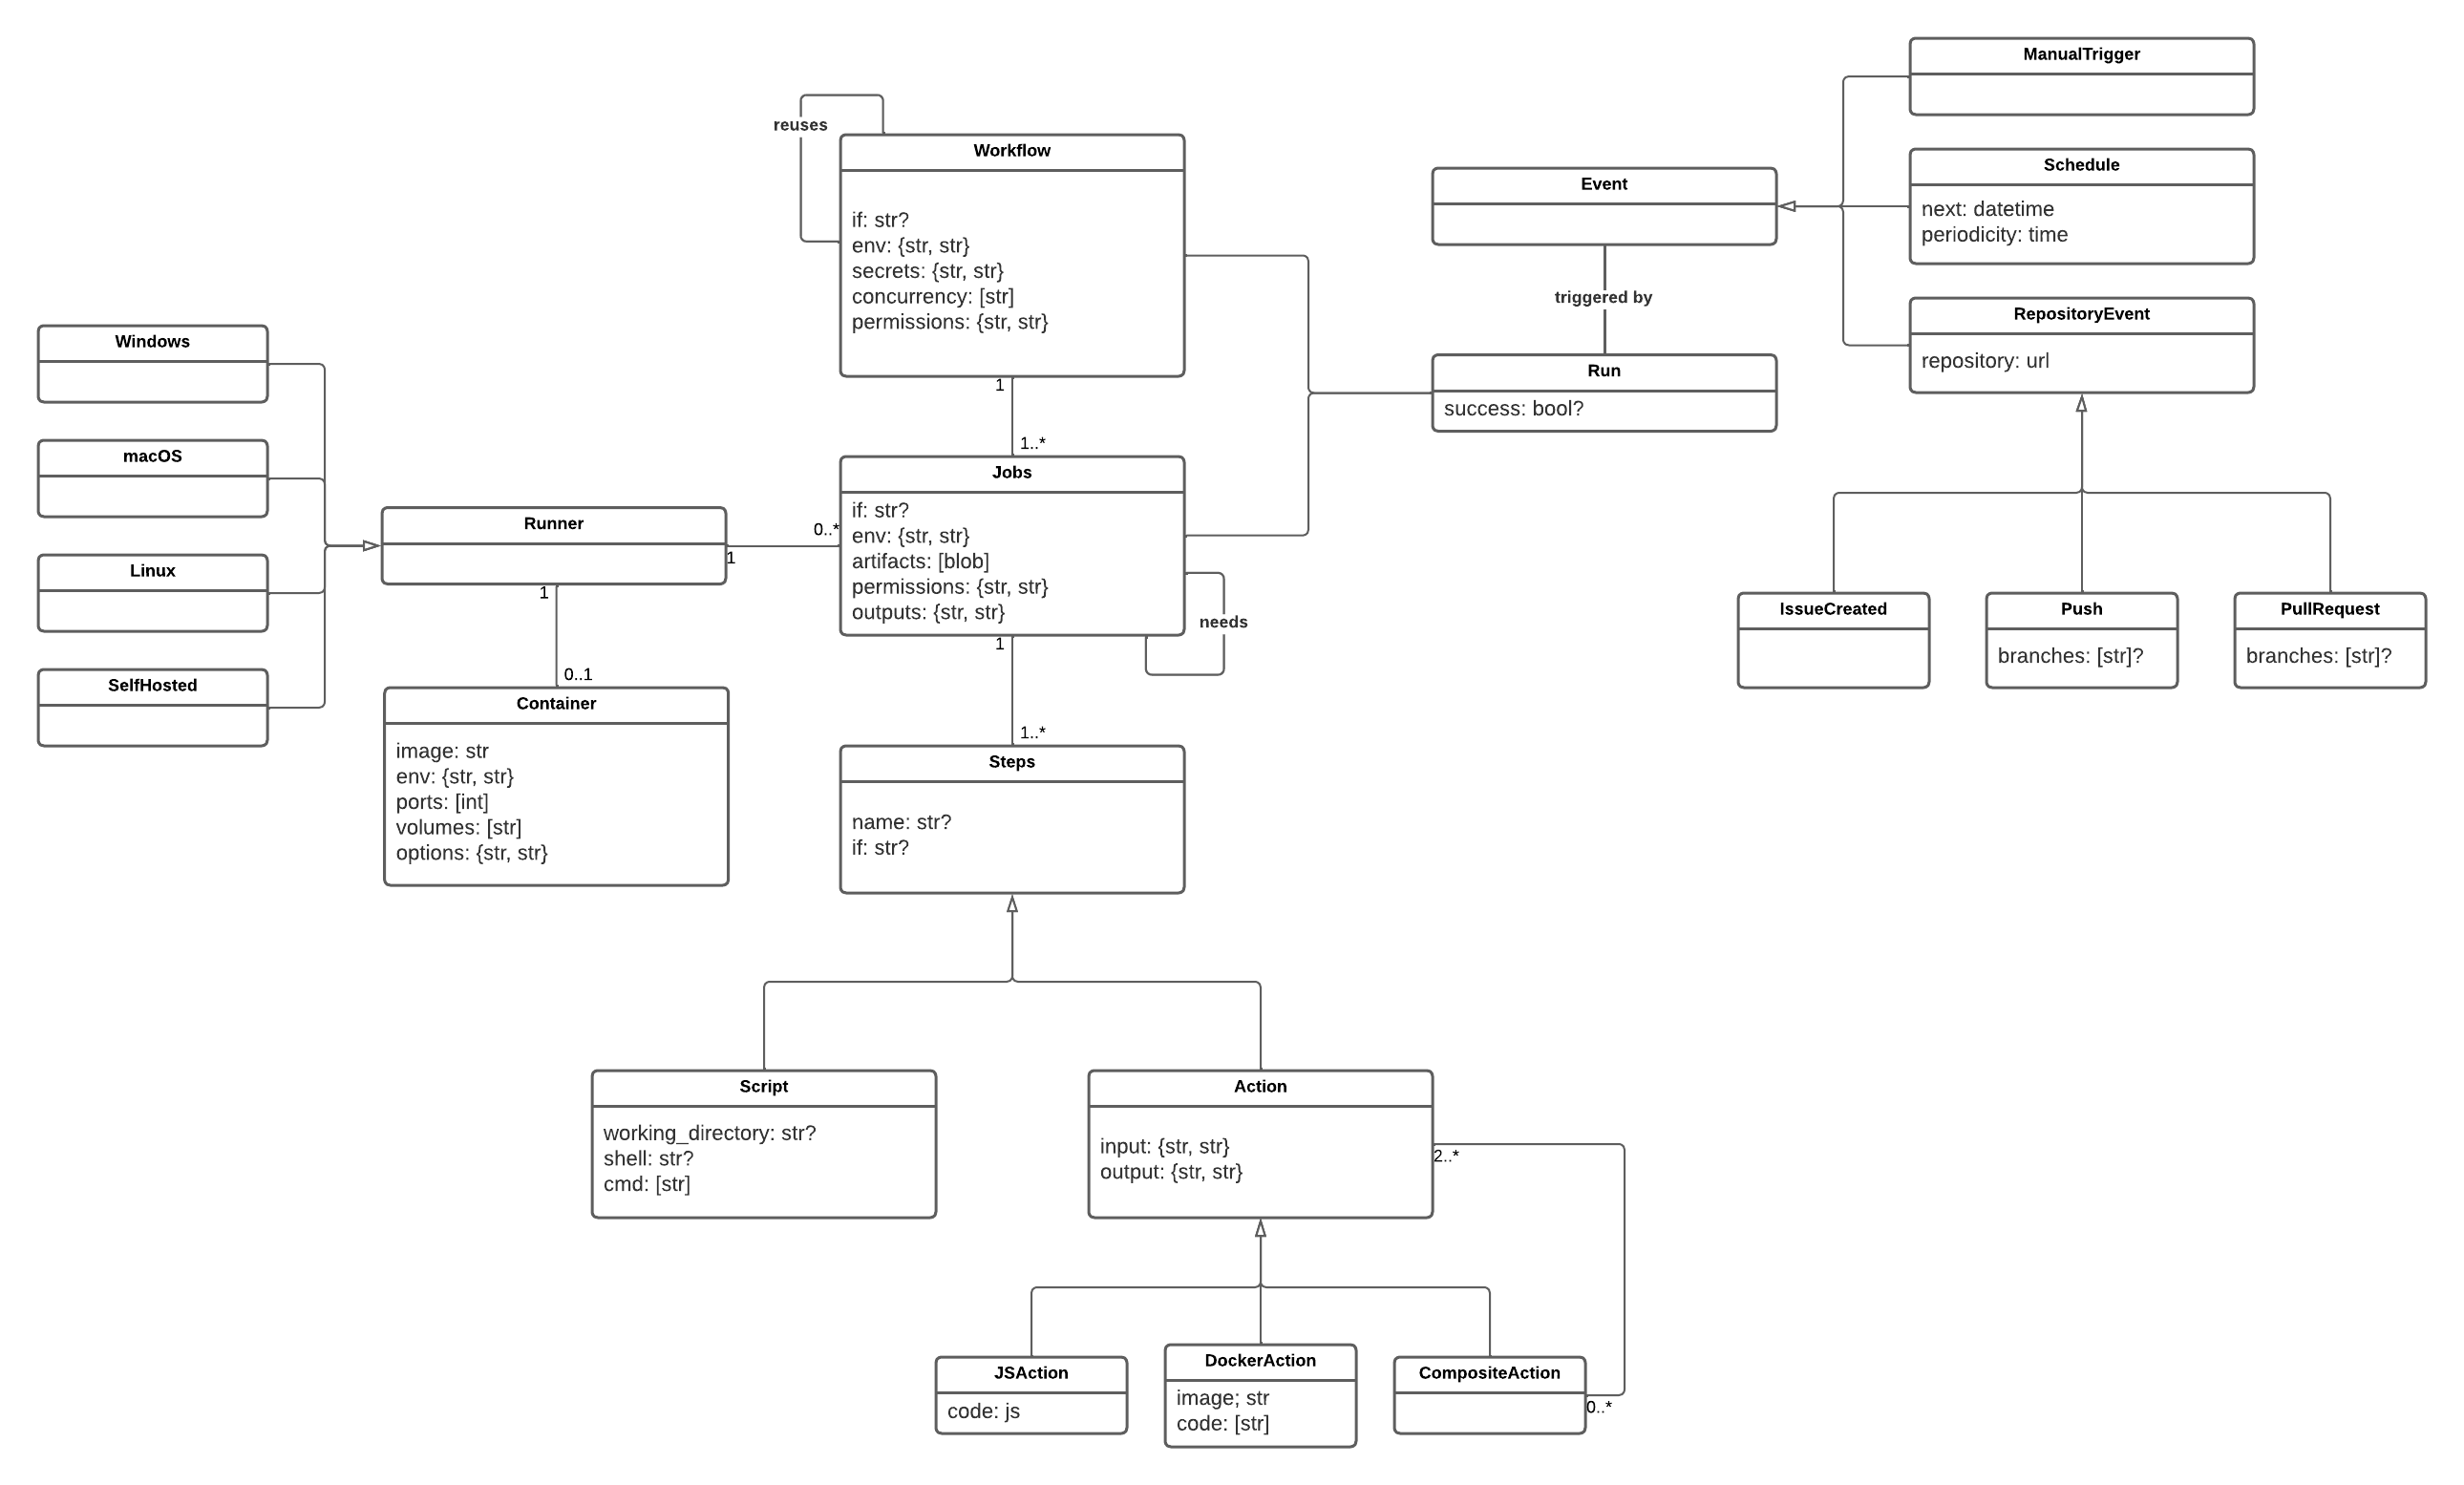 ManualTrigger
reuses
Workflow
if: str?
env: {str, str}
secrets: {str, str}
concurrency: [str]
permissions: {str, str}
1
Event
triggered by
Run
success: bool?
Schedule
next: datetime
periodicity: time
RepositoryEvent
repository: url
Windows
macOS
Linux
SelfHosted
Runner
1
1
0..*
0..1
Container
image: str
env: {str, str}
ports: [int]
volumes: [str]
options: {str, str}
1..*
Jobs
if: str?
env: {str, str}
artifacts: [blob]
permissions: {str, str}
outputs: {str, str}
needs
1
1..*
Steps
name: str?
if: str?
IssueCreated
Push
branches: [str]?
PullRequest
branches: [str]?
Script
working_directory: str?
shell: str?
cmd: [str]
Action
input: {str, str}
output: {str, str}
2..*
JSAction
code: js
DockerAction
image; str
code: [str]
CompositeAction
0..*